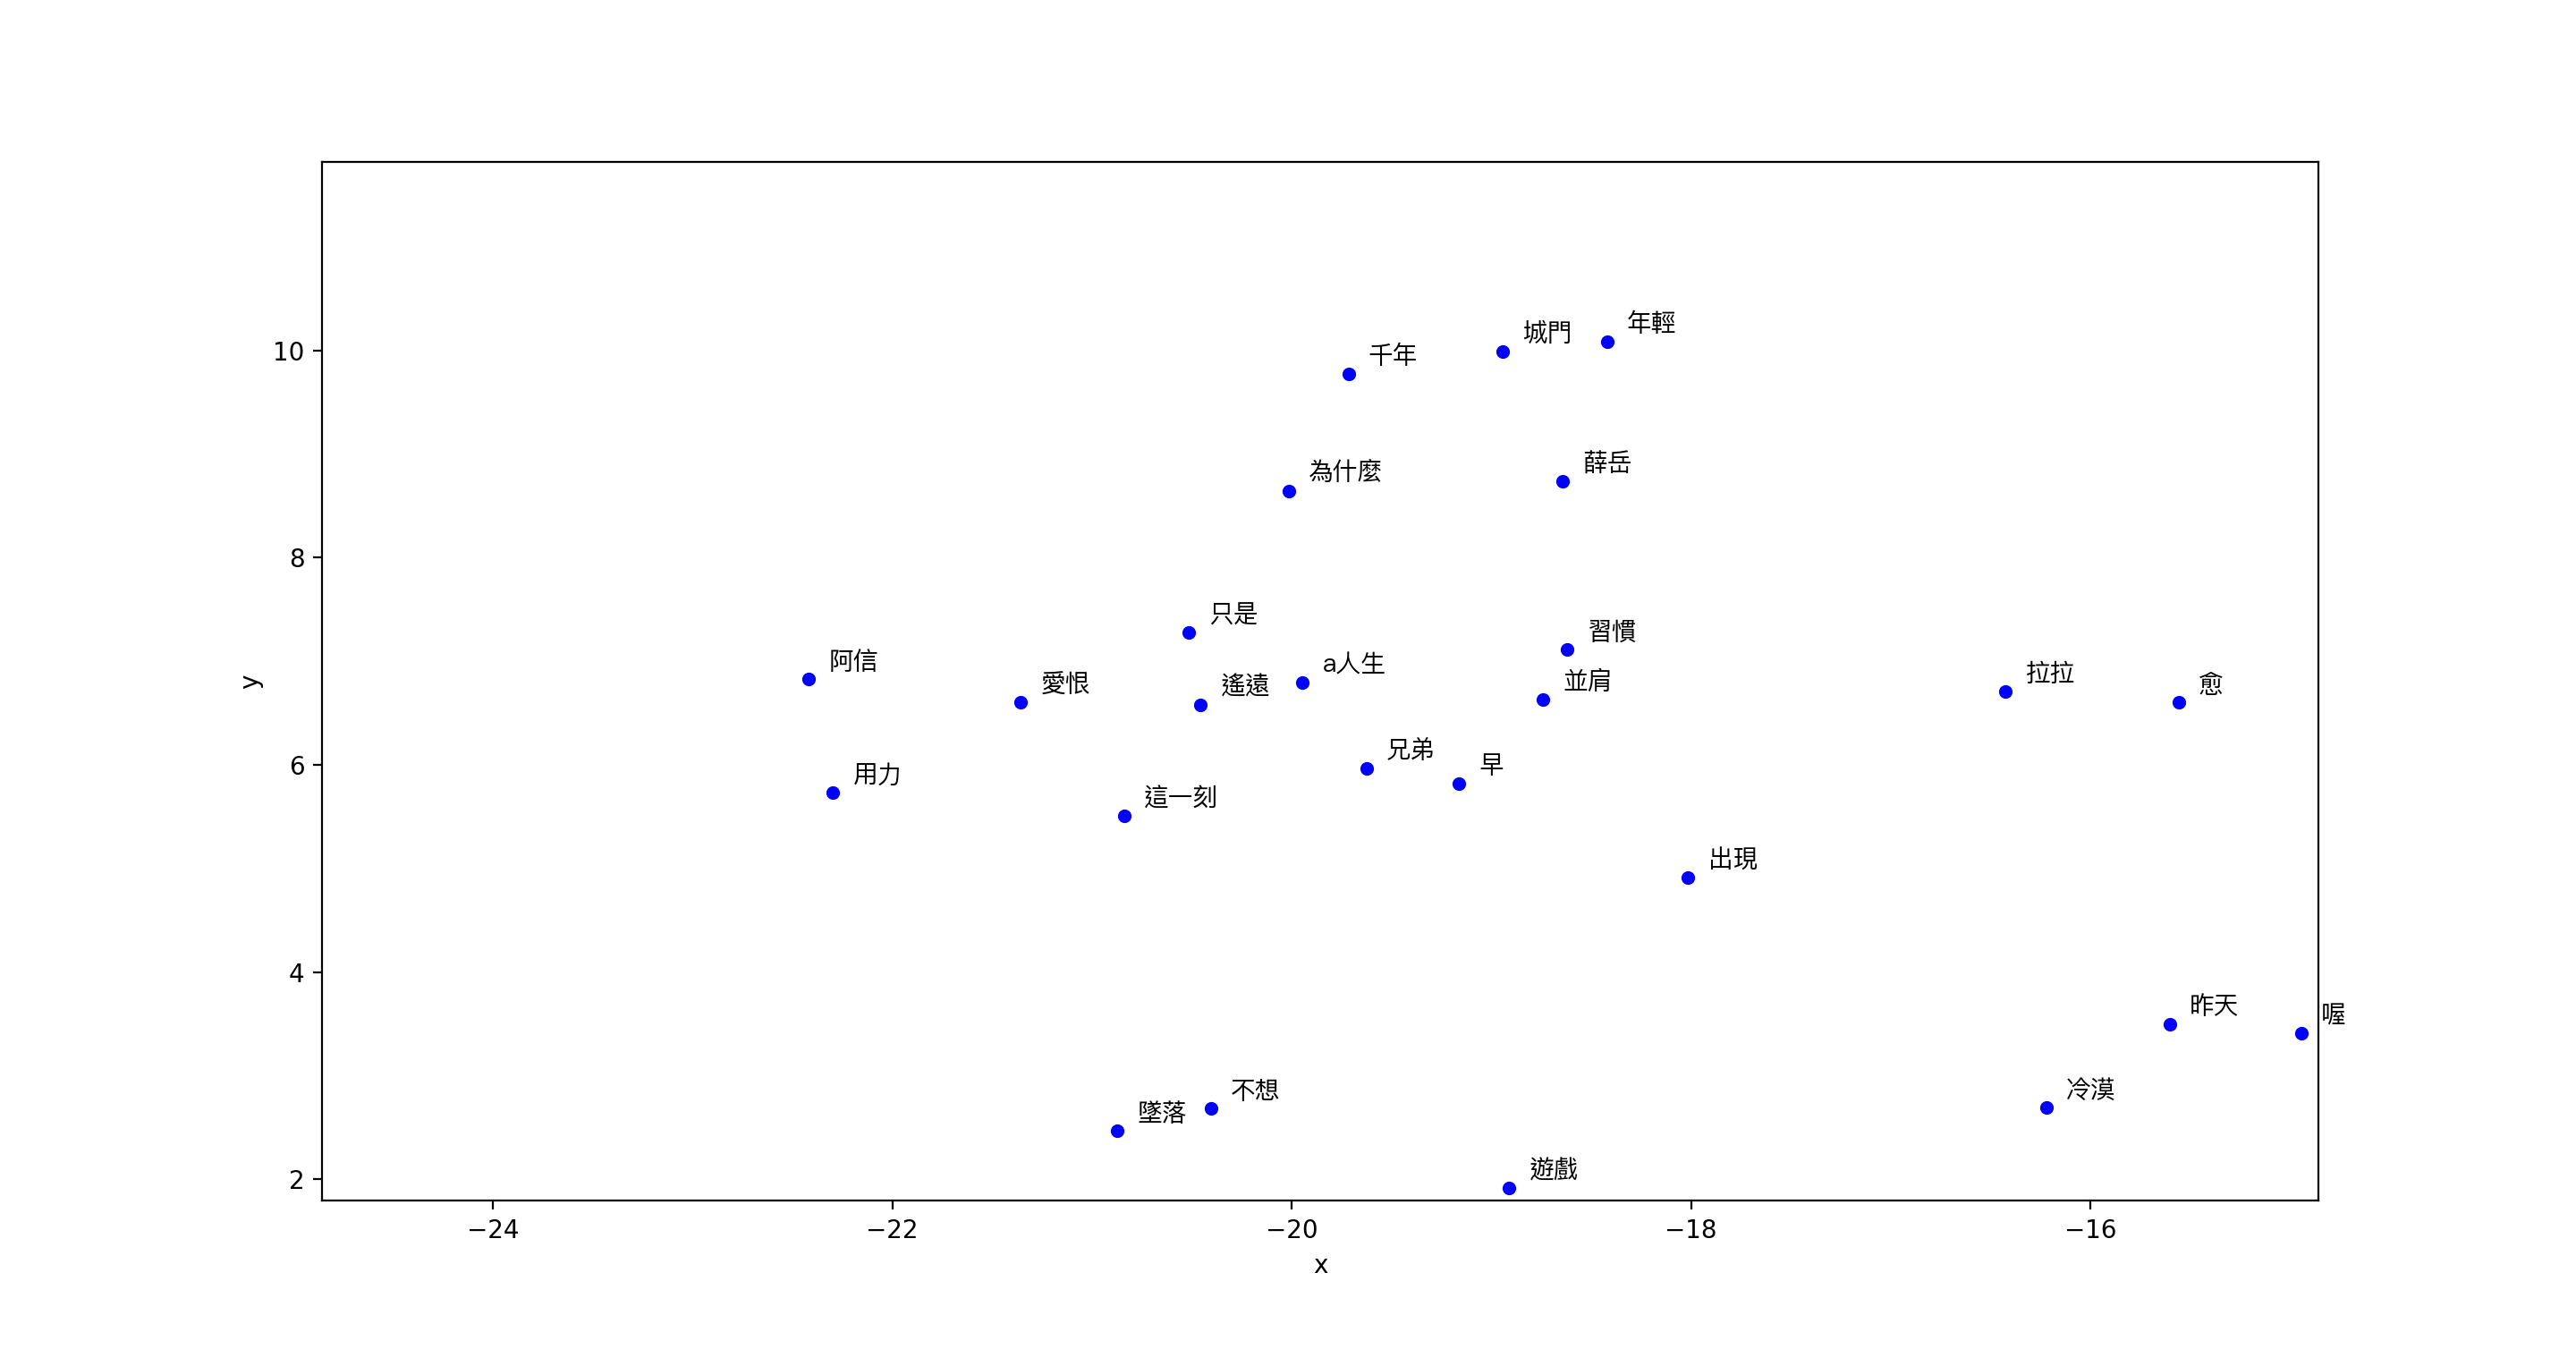 年輕
城門
千年
10
薛岳
為什麼
8
只是
習慣
阿信
a人生
拉拉
並肩
愛恨
遙遠
愈
y
兄弟
早
6
用力
這一刻
出現
4
昨天
喔
不想
冷漠
墜落
遊戲
2
−24
−22
−20
−18
−16
x